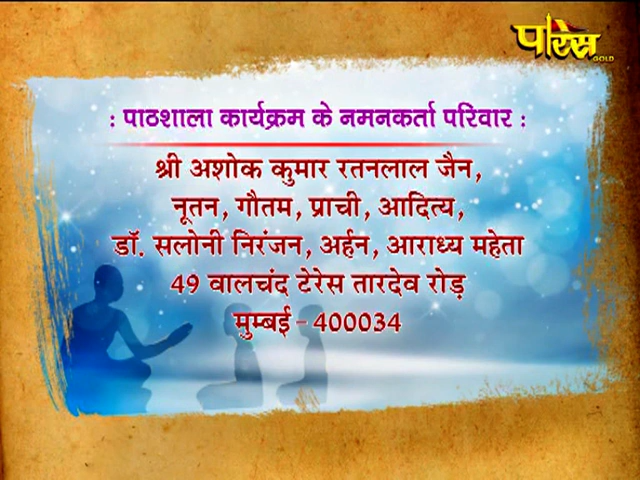 पारस
GOLD
: पाठशाला कार्यक्रम के नमनकर्ता परिवार :
श्री अशोक कुमार रतनलाल जैन,
नूतन, गौतम, प्राची, आदित्य,
डॉ. सलोनी निरंजन, अर्हन, आराध्य महेता
49 वालचंद टेरेस तारदेव रोड़
मुम्बई - 400034